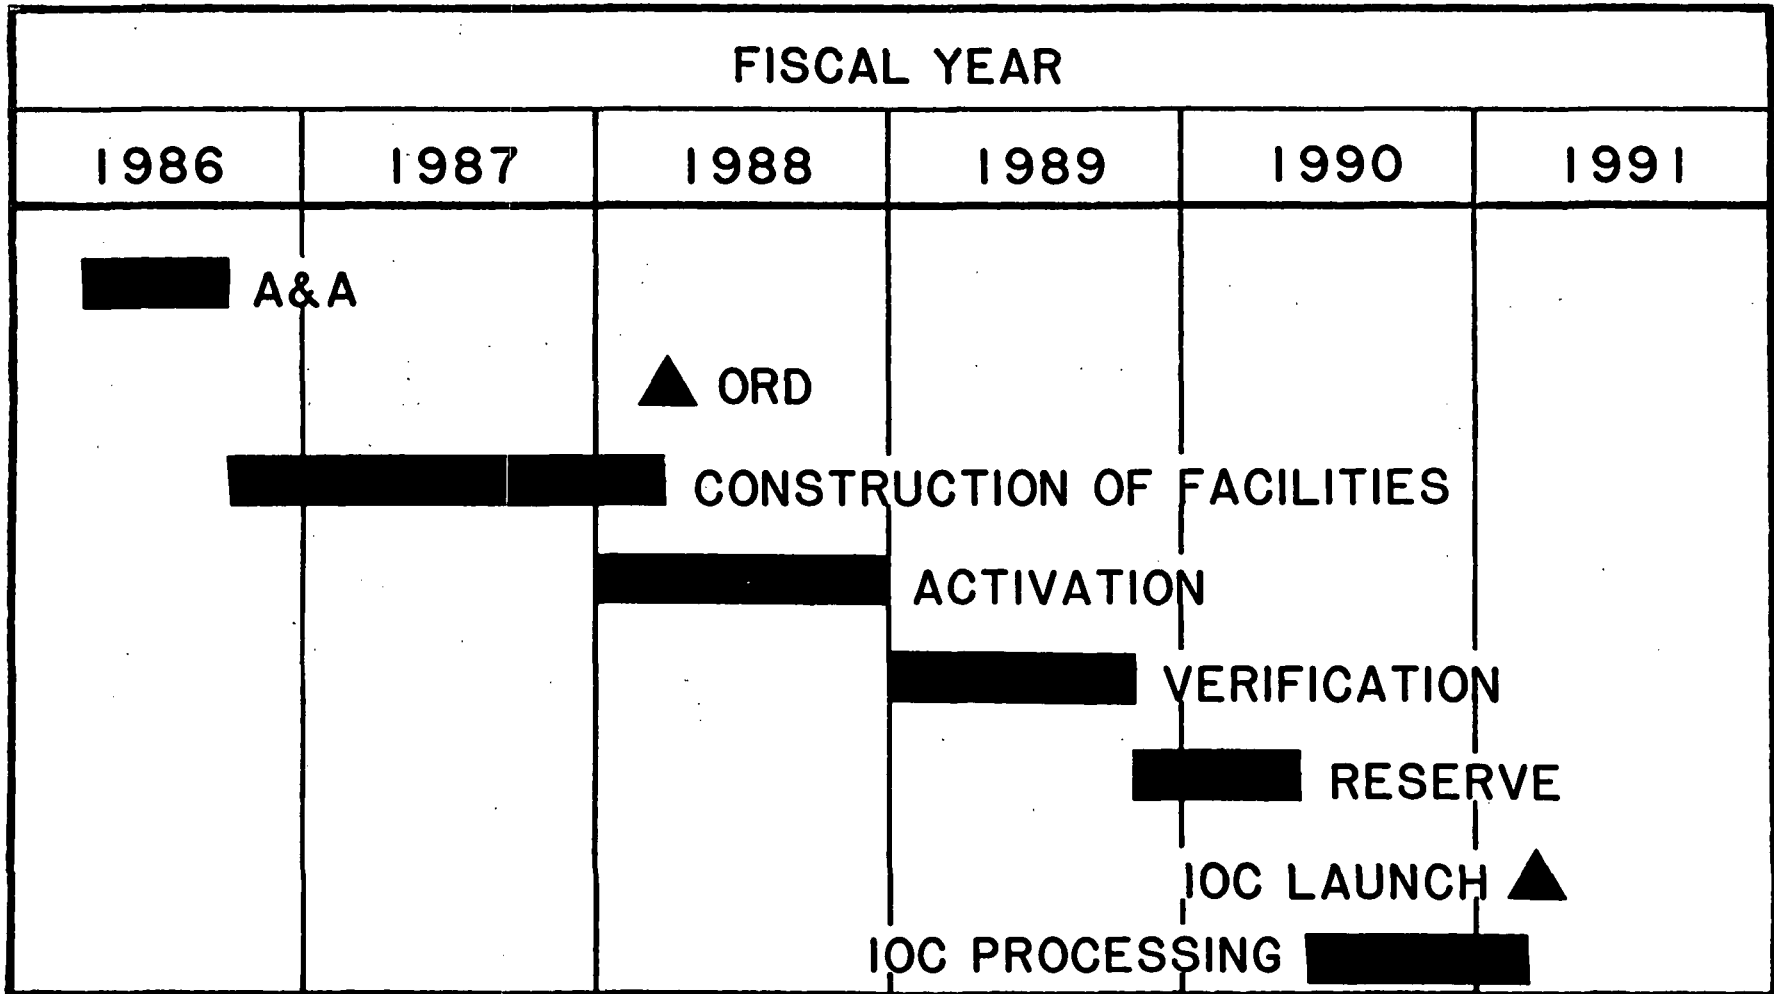 FISCAL YEAR
1986 1987 1988 1989 1990 1991
A&A
ORD
CONSTRUCTION OF FACILITIES
ACTIVATION
VERIFICATION
RESERVE
IOC LAUNCH
IOC PROCESSING